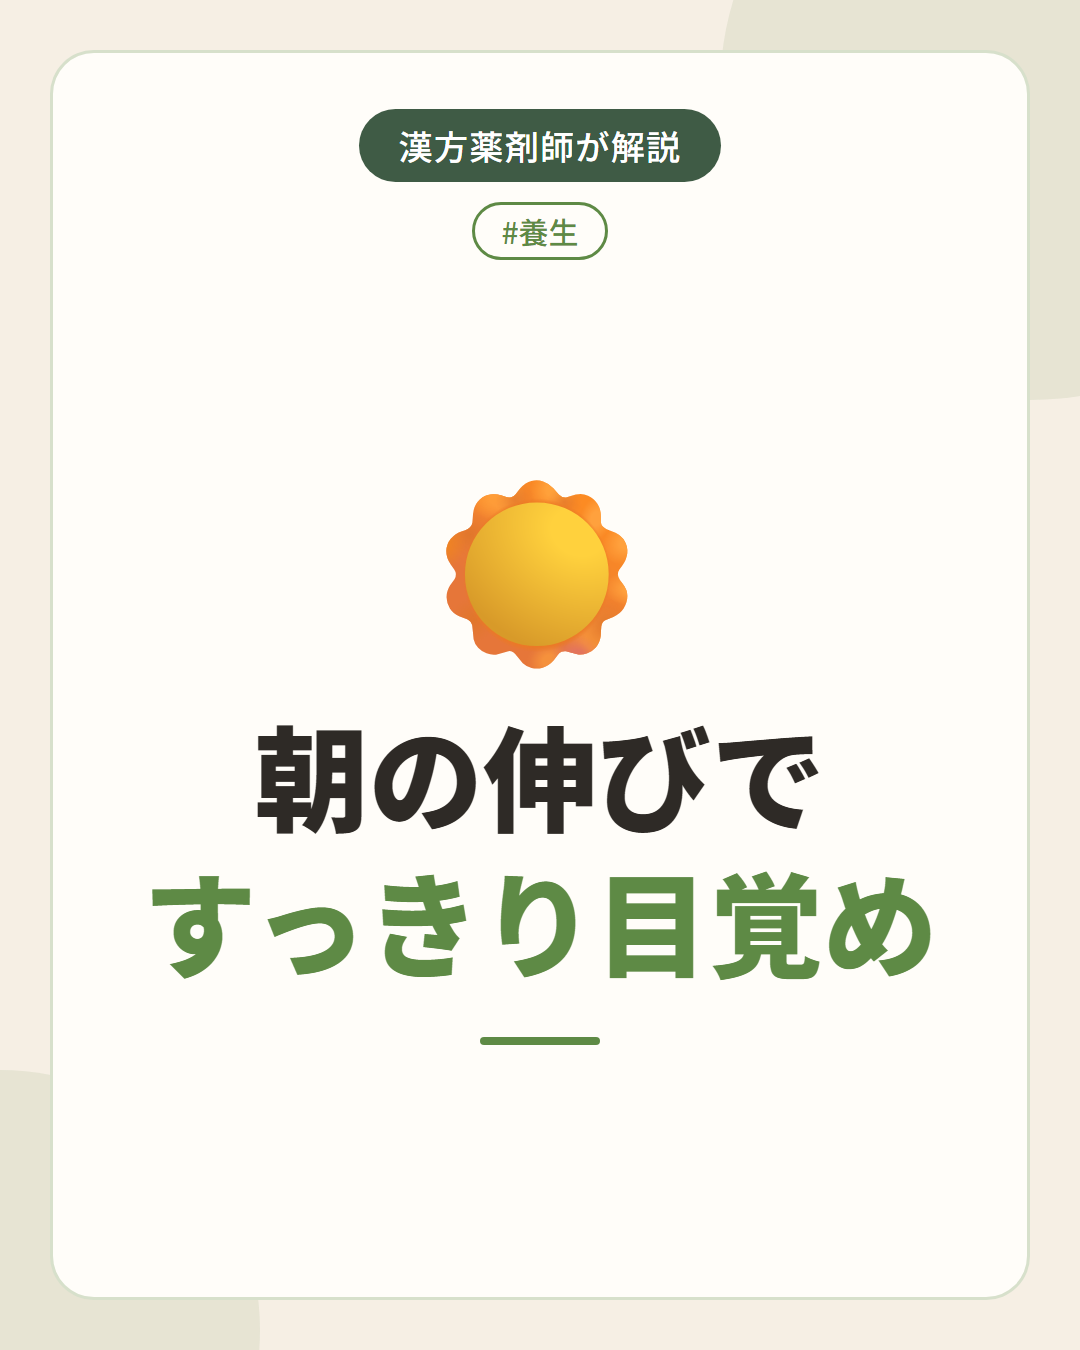 漢方薬剤師が解説
#養生
朝の伸びで
すっきり目覚め